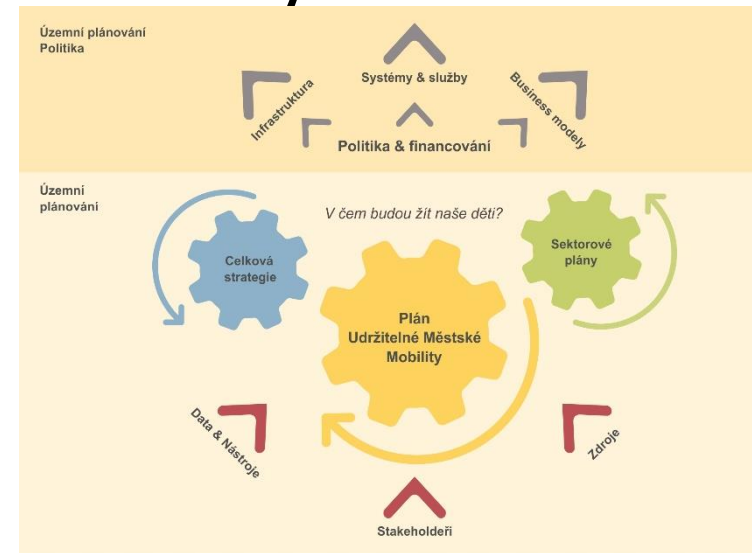 Územní plánování
Politika
Systémy & služby
Infrastruktura
Business modely
Politika & financování
Územní
plánování
V čem budou žít naše děti?
Celková
strategie
Sektorové
plány
Plán
Udržitelné Městské
Mobility
Data & Nástroje
Zdroje
Stakeholdeři